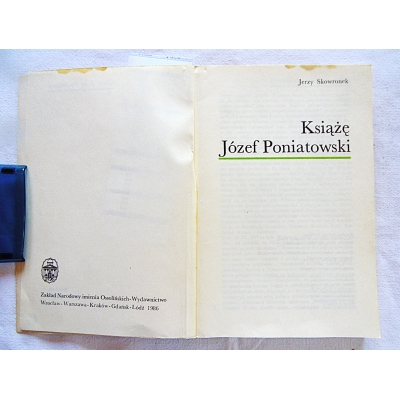 Zakład Narodowy imienia Ossolińskich-Wydawnictwo
Wrocław-Warszawa-Kraków-Gdańsk-Łódź 1986
Jerzy Skowronek
Książę
Józef Poniatowski